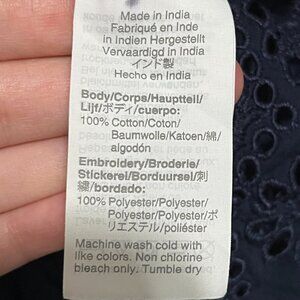 Made in India
Fabriqué en Inde
in Indien Hergestellt
Vervaardigd in India
インド製
Hecho en India
Body/Corps/Hauptteil/
Lijf/ボディ/cuerpo:
100% Cotton/Coton/
Baumwolle/Katoen/綿/
algodón
Embroidery/Broderie/
Stickerei/Borduursel/刺
繍/bordado:
100% Polyester/Polyester/
Polyester/Polyester/ポ
リエステル/poliéster
Machine wash cold with
like colors. Non chlorine
bleach only. Tumble dry